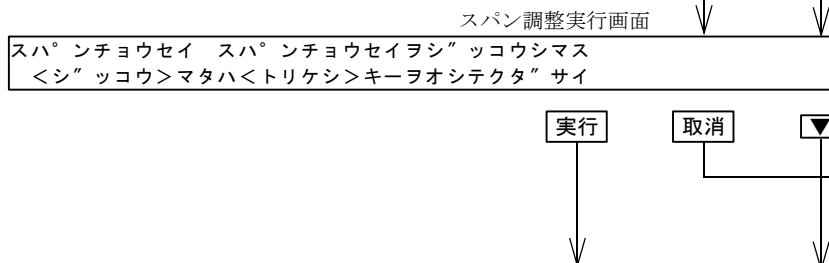 スパン調整実行画面
スハ゜ンチョウセイ　スハ゜ンチョウセイヲシ″ッコウシマス
＜シ″ッコウ＞マタハ＜トリケシ＞キーヲオシテクタ″サイ
実行　取消　▼